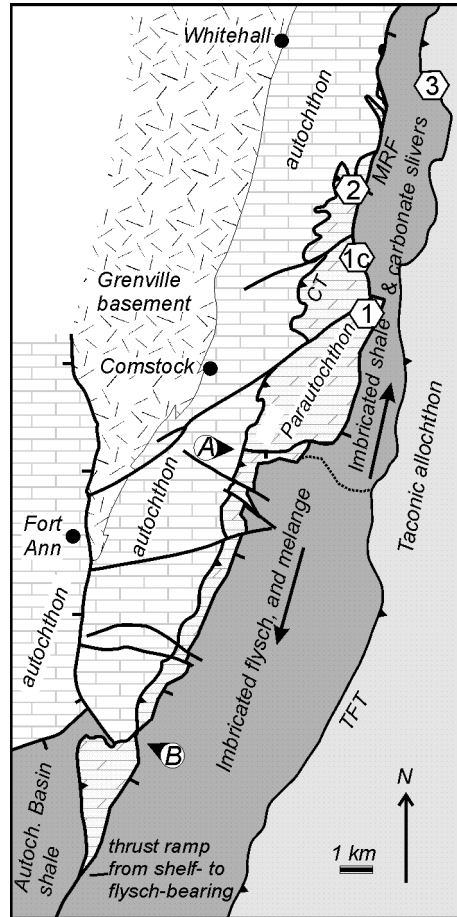 Whitehall
autochthon
3
MRF
2
Imbricated shale
& carbonate slivers
1c
Grenville
basement
CT
1
Comstock
Parautochthon
A
autochthon
Taconic allochthon
Fort
Ann
autochthon
Imbricated flysch, and melange
TFT
B
N
Autoch. Basin
shale
thrust ramp
from shelf- to
flysch-bearing
1 km